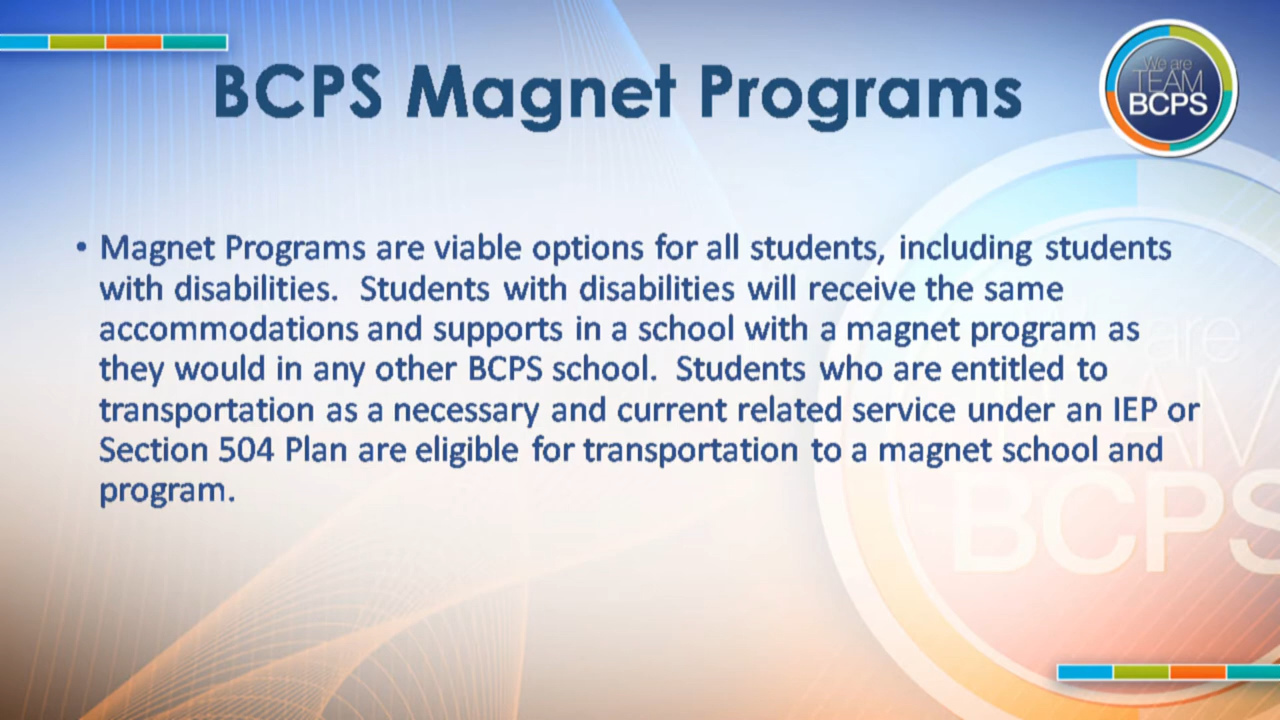 BCPS Magnet Programs
We are
TEAM
BCPS
• Magnet Programs are viable options for all students, including students
with disabilities. Students with disabilities will receive the same
accommodations and supports in a school with a magnet program as
they would in any other BCPS school. Students who are entitled to
transportation as a necessary and current related service under an IEP or
Section 504 Plan are eligible for transportation to a magnet school and
program.
are
BCPS